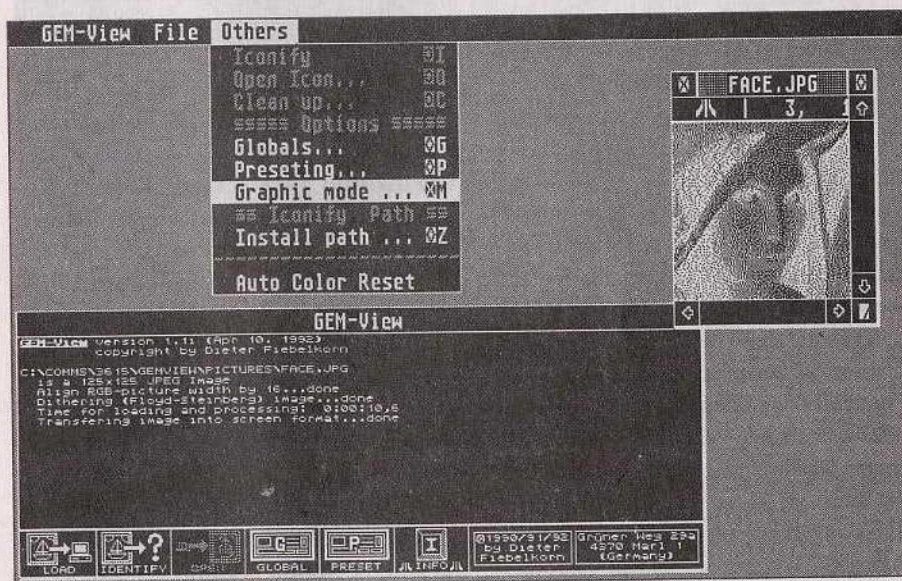 GEM-View File Others
Iconify I
Open Icon... O
Clean up... C
Options
Globals... G
Preseting... P
Graphic mode ... M
Iconify Path
Install path ... Z
Auto Color Reset
FACE.JPG
3, 1
GEM-View
GEM-View Version 1.11 (Apr 10, 1992)
copyright by Dieter Fiebelkorn
C:\COMMS\3615\GEMVIEW\PICTURES\FACE.JPG
is a 125x125 JPEG Image
Align RGB-picture width by 16...done
Dithering (Floyd-Steinberg) image...done
Time for loading and processing: 0:00:10,6
Transfering image into screen format...done
LOAD
IDENTIFY
OPEN
G
GLOBAL
P
PRESET
I
INFO
©1990/91/92
by Dieter
Fiebelkorn
Grüner Weg 29a
4370 Marl 1
(Germany)